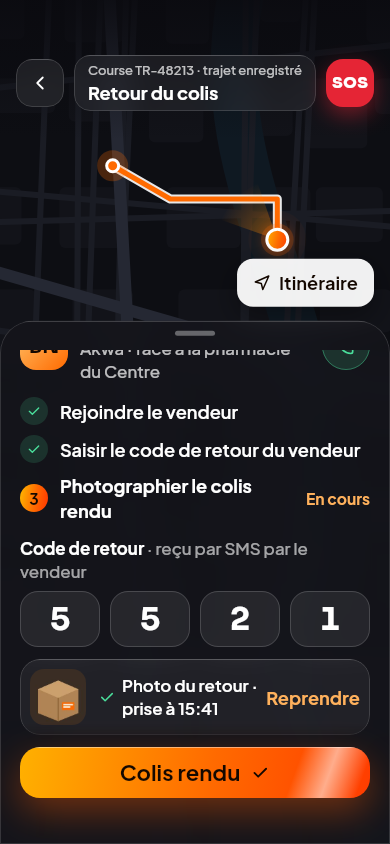 Course TR-48213 · trajet enregistré
Retour du colis
SOS
Itinéraire
Akwa · face à la pharmacie
du Centre
Rejoindre le vendeur
Saisir le code de retour du vendeur
3
Photographier le colis
rendu
En cours
Code de retour · reçu par SMS par le
vendeur
5 5 2 1
Photo du retour ·
prise à 15:41
Reprendre
Colis rendu